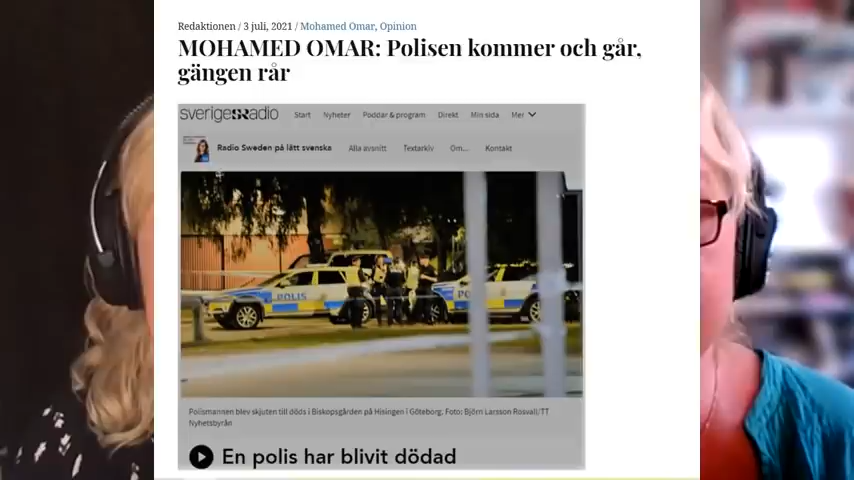 Redaktionen / 3 juli, 2021 / Mohamed Omar, Opinion
MOHAMED OMAR: Polisen kommer och går,
gängen rår
sverigesradio Start Nyheter Poddar & program Direkt Min sida Mer
Radio Sweden på lätt svenska Alla avsnitt Textarkiv Om... Kontakt
POLIS
Polismannen blev skjuten till döds i Biskopsgården på Hisingen i Göteborg. Foto: Björn Larsson Rosvall/TT
Nyhetsbyrån
En polis har blivit dödad